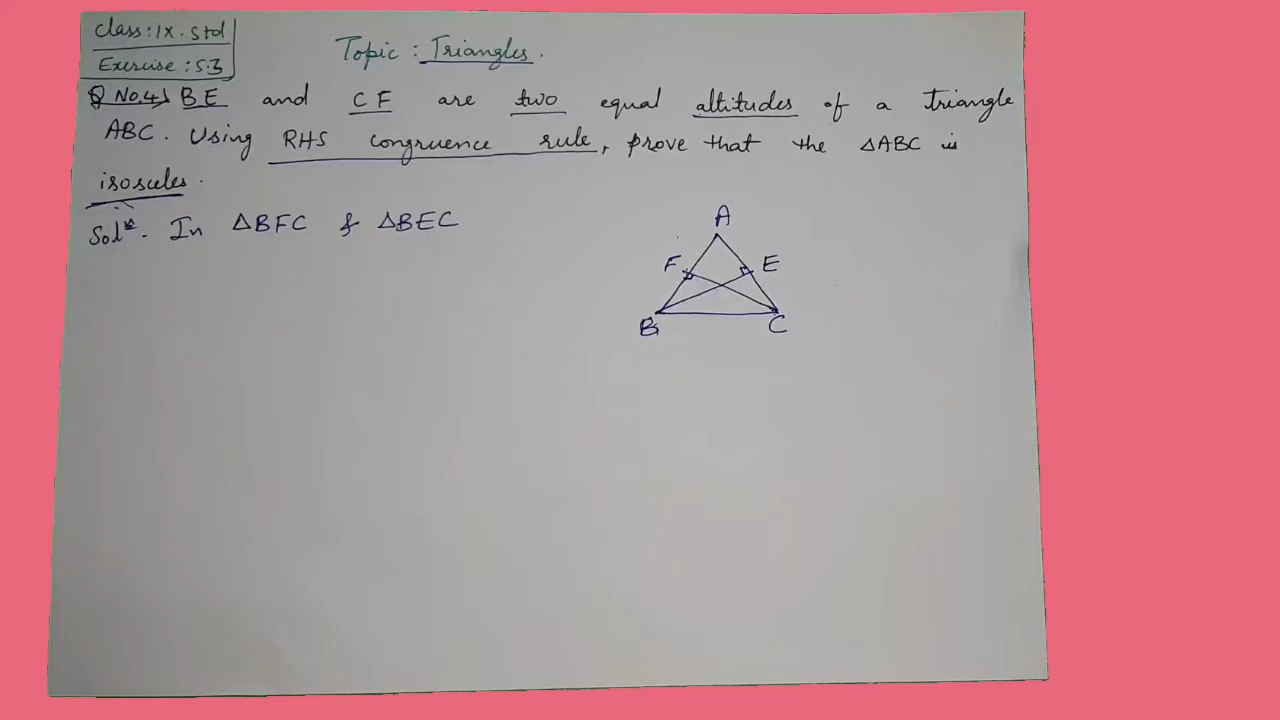 Class: IX. Std
Exercise: 5.3
Topic: Triangles.
Q No.4) BE and CF are two equal altitudes of a triangle
ABC. Using RHS congruence rule, prove that the ΔABC is
isosceles.
Solⁿ. In ΔBFC & ΔBEC
A
F
E
B
C